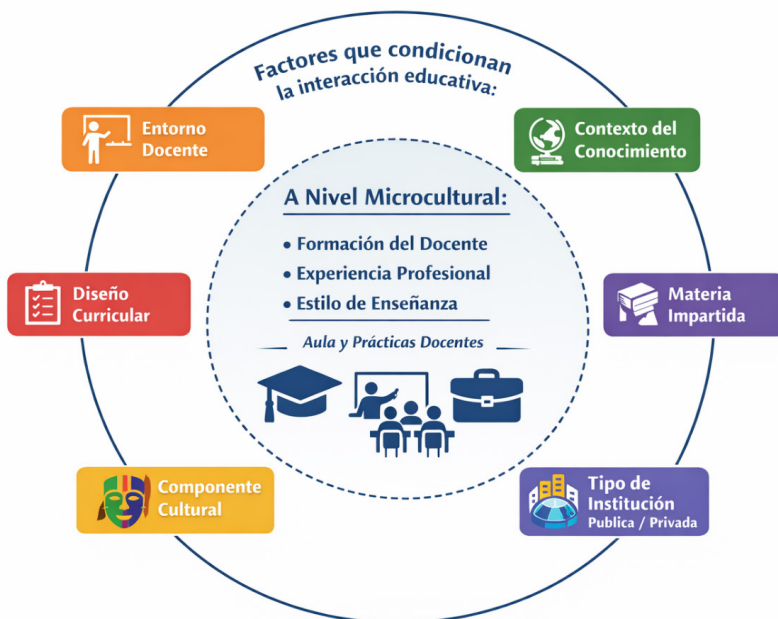 Factores que condicionan
la interacción educativa:
Entorno
Docente
Contexto del
Conocimiento
A Nivel Microcultural:
• Formación del Docente
• Experiencia Profesional
• Estilo de Enseñanza
Aula y Prácticas Docentes
Diseño
Curricular
Materia
Impartida
Componente
Cultural
Tipo de
Institución
Publica / Privada